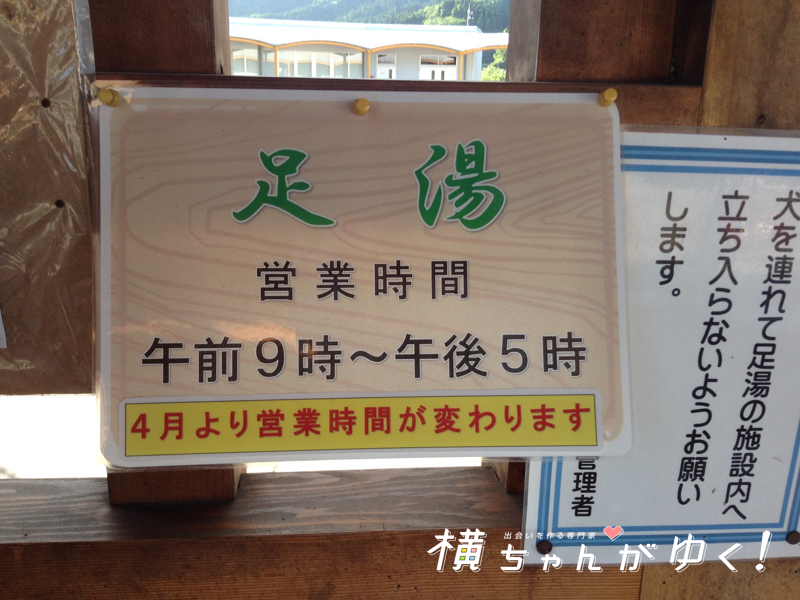 足湯
営業時間
午前9時～午後5時
4月より営業時間が変わります
犬を連れて足湯の施設内へ
立ち入らないようお願い
します。
管理者
出会いを作る専門家
横ちゃんがゆく!